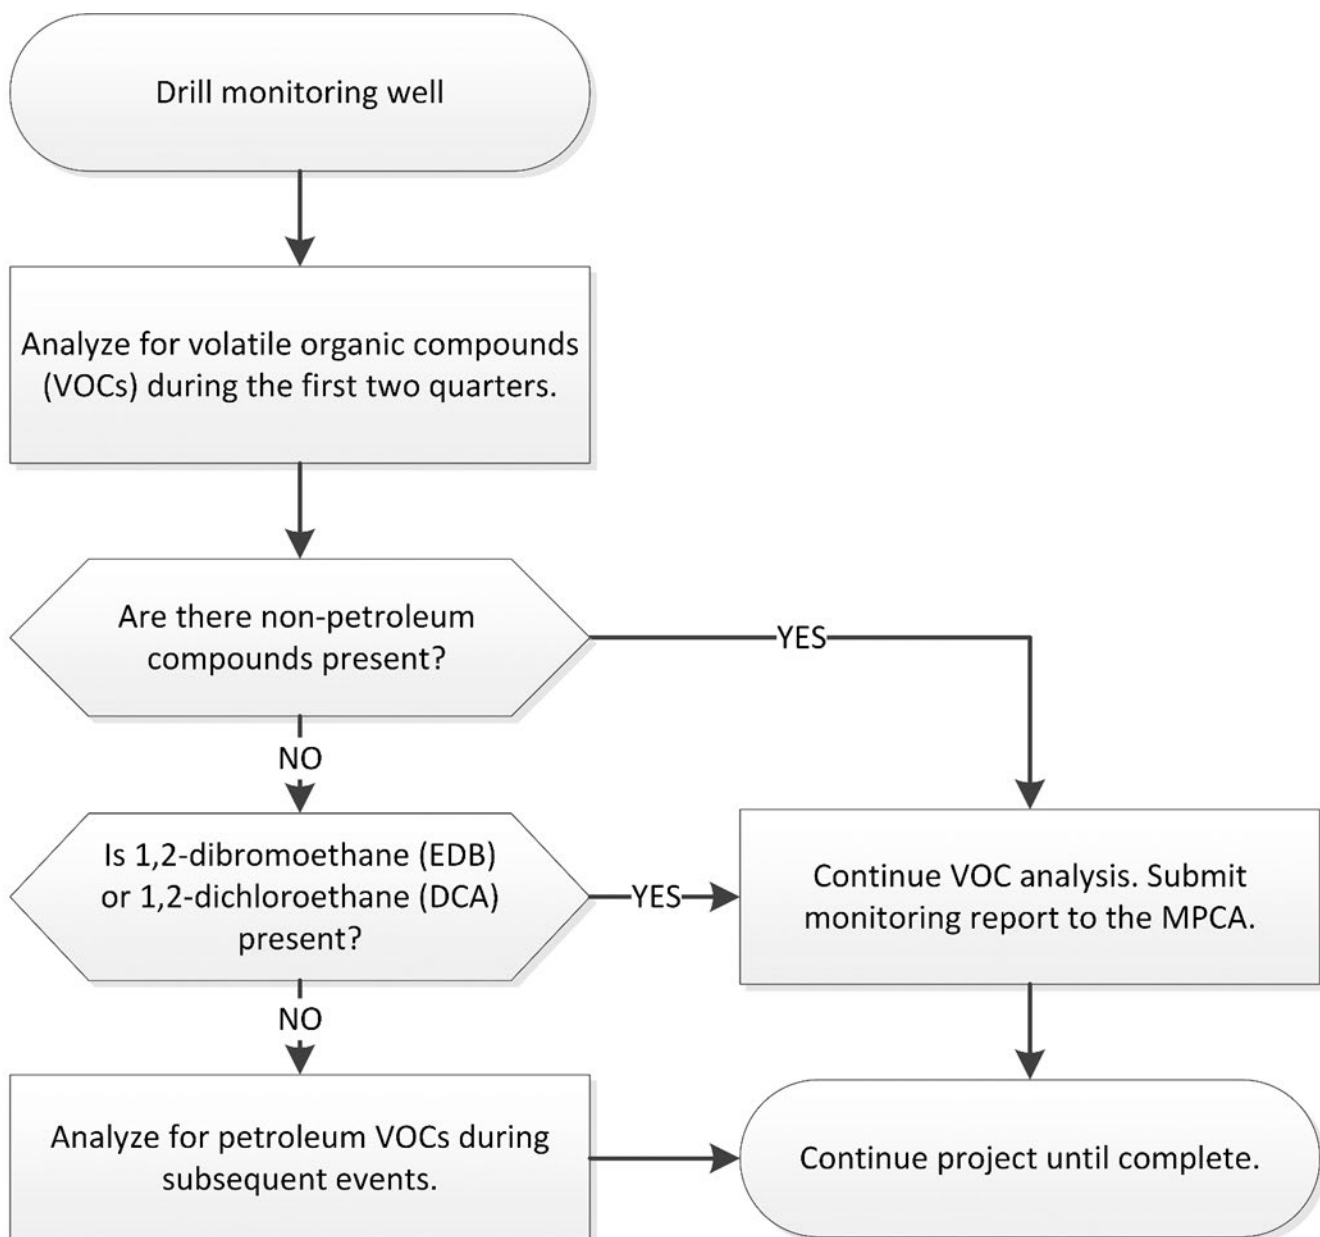 Drill monitoring well
Analyze for volatile organic compounds
(VOCs) during the first two quarters.
Are there non-petroleum
compounds present?
YES
NO
Is 1,2-dibromoethane (EDB)
or 1,2-dichloroethane (DCA)
present?
YES
Continue VOC analysis. Submit
monitoring report to the MPCA.
NO
Analyze for petroleum VOCs during
subsequent events.
Continue project until complete.